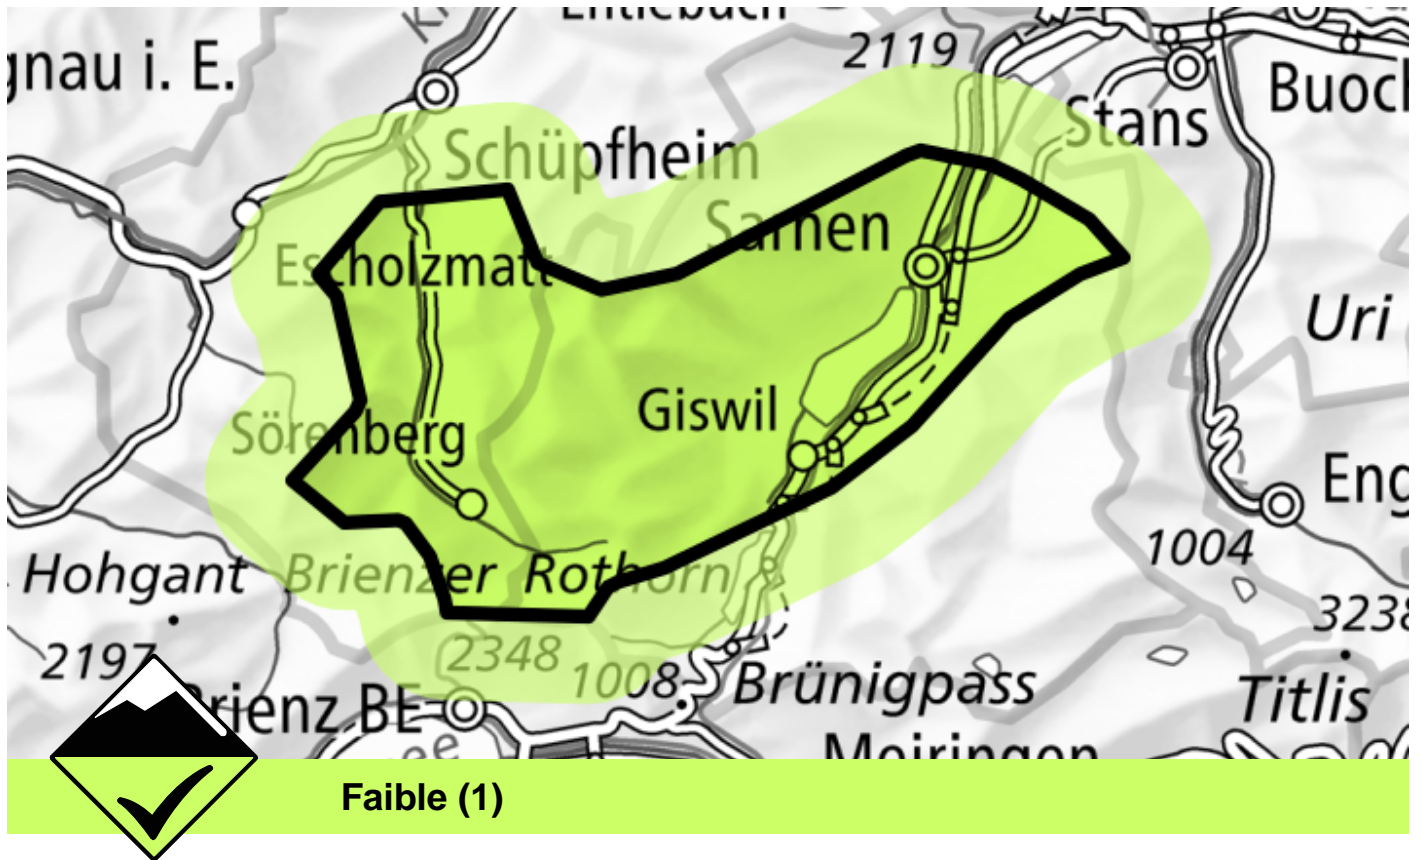 Entlebuch
2119
gnau i. E.
Buoch
Stans
Schüpfheim
Sarnen
Escholzmatt
Uri
Giswil
Sörenberg
Eng
1004
Hohgant
Brienzer Rothorn
3238
2197
2348
1008
Brünigpass
Titlis
Brienz BE
ee
Meiringen
Faible (1)